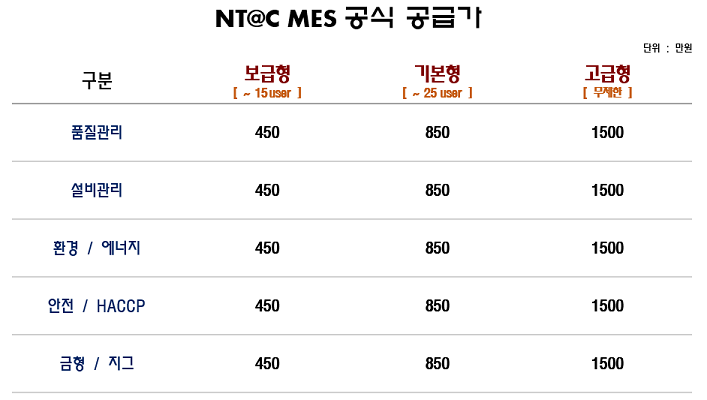 NT@C MES 공식 공급가
단위 : 만원
구분 보급형 기본형 고급형
[ ~ 15 user ] [ ~ 25 user ] [ 무제한 ]
품질관리 450 850 1500
설비관리 450 850 1500
환경 / 에너지 450 850 1500
안전 / HACCP 450 850 1500
금형 / 지그 450 850 1500